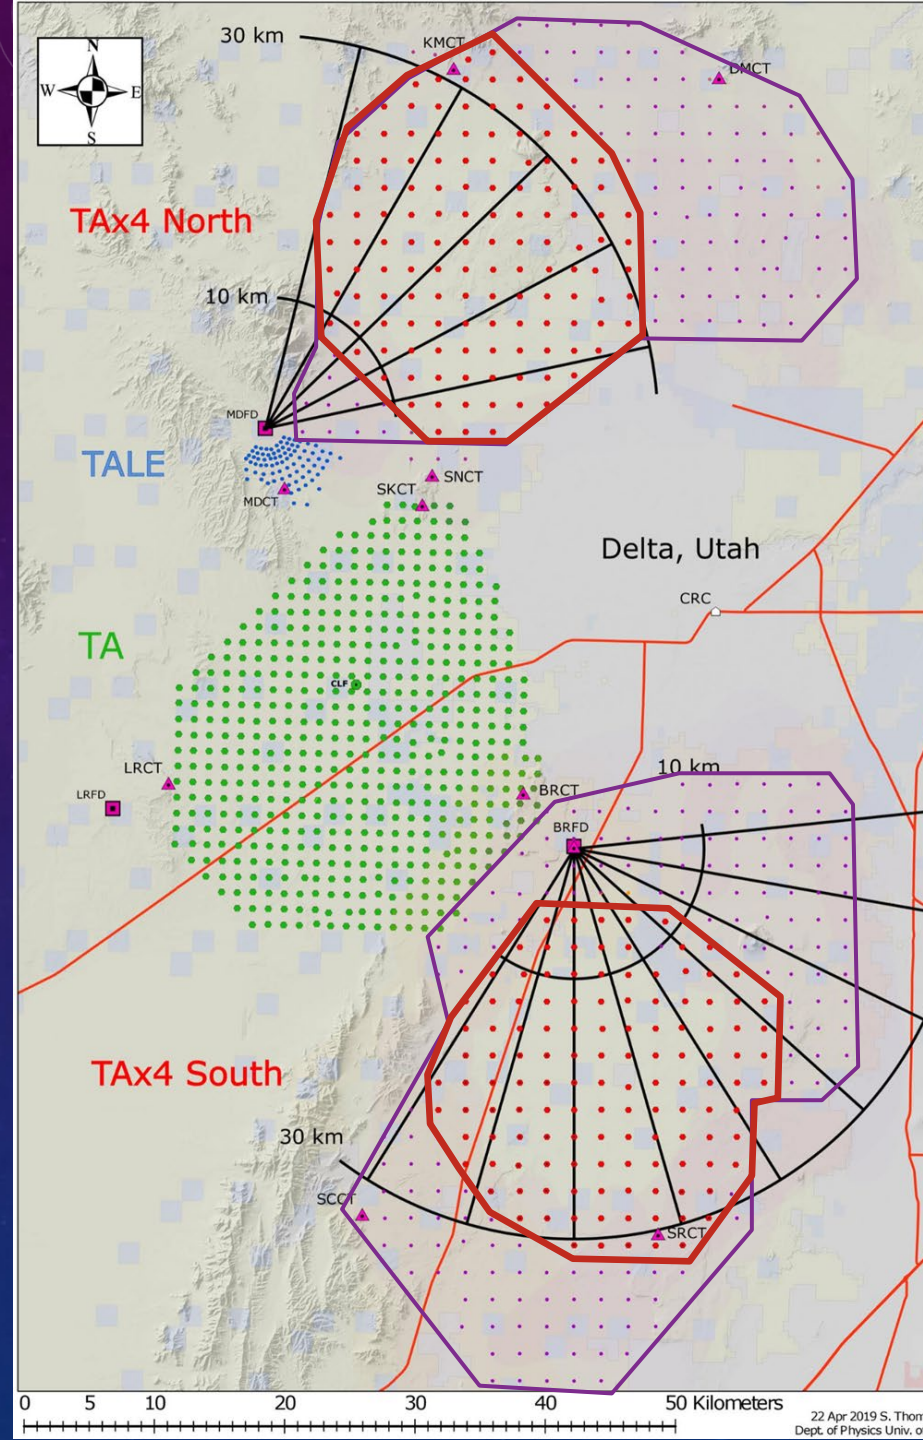 30 km
KMCT
DMCT
N
W E
S
TAx4 North
10 km
MDFD
TALE
SNCT
SKCT
MDCT
Delta, Utah
CRC
TA
CLF
LRCT
10 km
LRFD
BRCT
BRFD
TAx4 South
30 km
SCCT
SRCT
0 5 10 20 30 40 50 Kilometers
22 Apr 2019 S. Thom
Dept. of Physics Univ. o